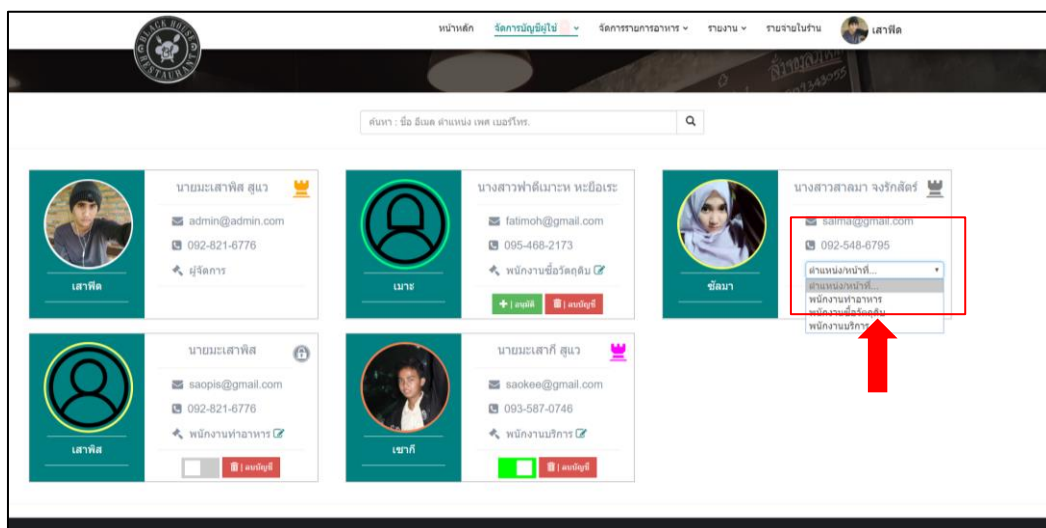 BLACK HOUSE
RESTAURANT
หน้าหลัก
จัดการบัญชีผู้ใช้
จัดการรายการอาหาร
รายงาน
รายจ่ายในร้าน
เสาฟีด
ค้นหา : ชื่อ อีเมล ตำแหน่ง เพศ เบอร์โทร.
นายมะเสาพิส สูแว
admin@admin.com
092-821-6776
ผู้จัดการ
เสาฟีด
นางสาวฟาตีเมาะห หะยีอเระ
fatimoh@gmail.com
095-468-2173
พนักงานซื้อวัตถุดิบ
เมาะ
+ | อนุมัติ
| ลบบัญชี
นางสาวสาลมา จงรักสัตร์
salma@gmail.com
092-548-6795
ตำแหน่ง/หน้าที่...
ตำแหน่ง/หน้าที่...
พนักงานทำอาหาร
พนักงานซื้อวัตถุดิบ
พนักงานบริการ
ซัลมา
นายมะเสาพิส
saopis@gmail.com
092-821-6776
พนักงานทำอาหาร
เสาพิส
| ลบบัญชี
นายมะเสากี สูแว
saokee@gmail.com
093-587-0746
พนักงานบริการ
เซากี
| ลบบัญชี